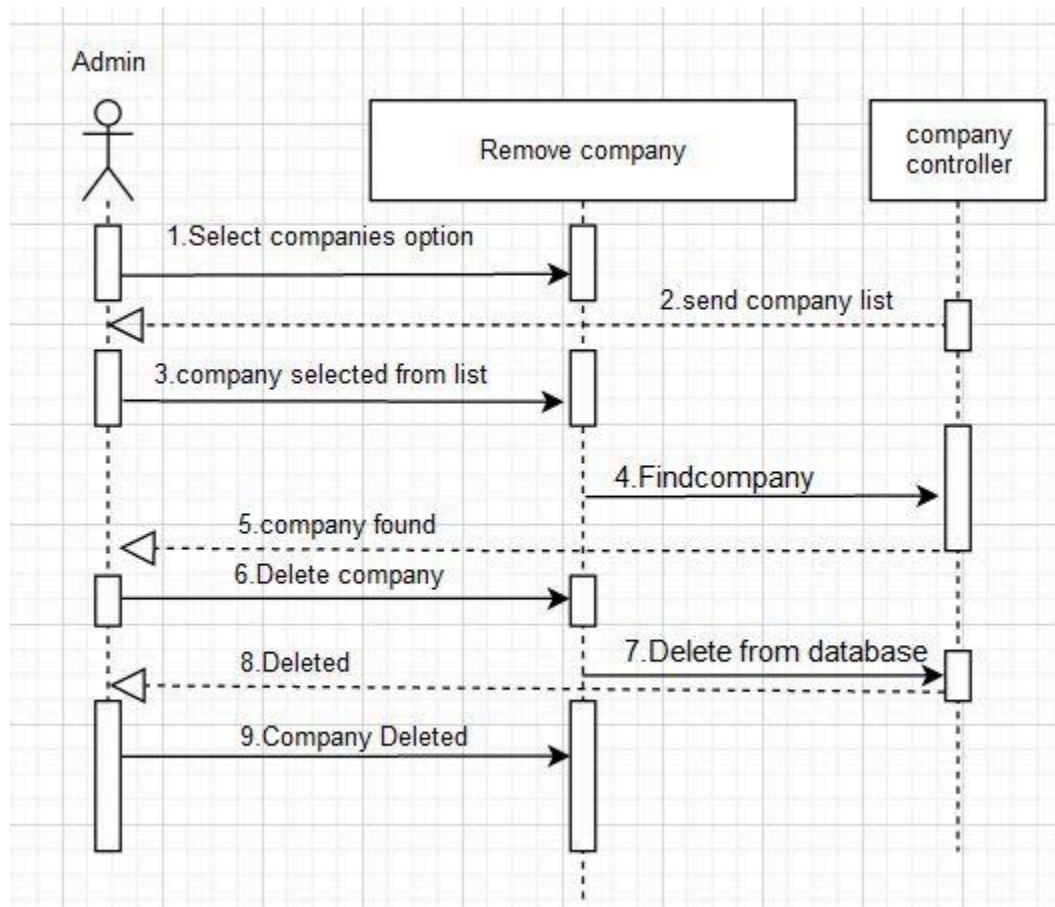 Admin
Remove company
company
controller
1.Select companies option
2.send company list
3.company selected from list
4.Findcompany
5.company found
6.Delete company
7.Delete from database
8.Deleted
9.Company Deleted